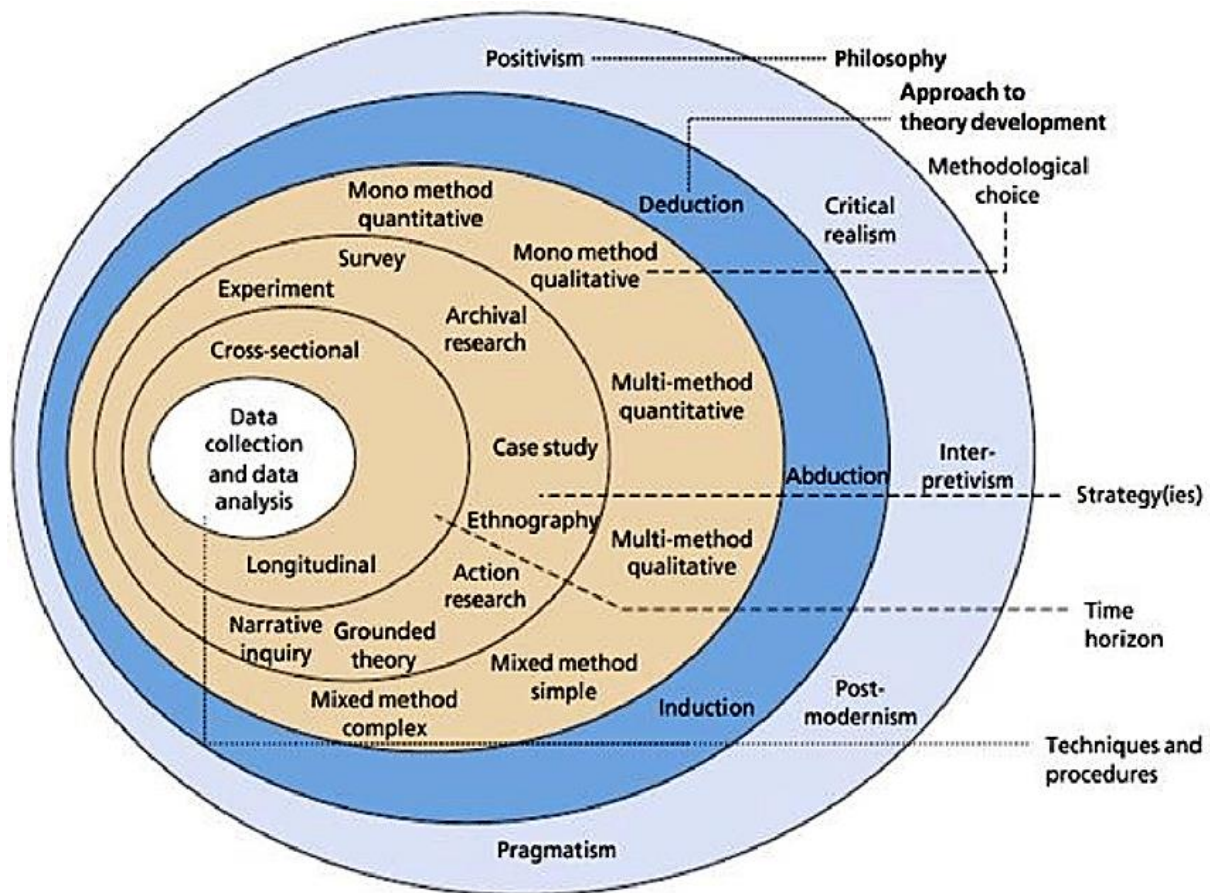 Positivism
Philosophy
Approach to
theory development
Methodological
choice
Deduction
Critical
realism
Mono method
quantitative
Mono method
qualitative
Survey
Experiment
Archival
research
Cross-sectional
Multi-method
quantitative
Data
collection
and data
analysis
Case study
Abduction
Inter-
pretivism
Strategy(ies)
Ethnography
Multi-method
qualitative
Longitudinal
Action
research
Time
horizon
Narrative
inquiry
Grounded
theory
Mixed method
simple
Mixed method
complex
Induction
Post-
modernism
Techniques and
procedures
Pragmatism